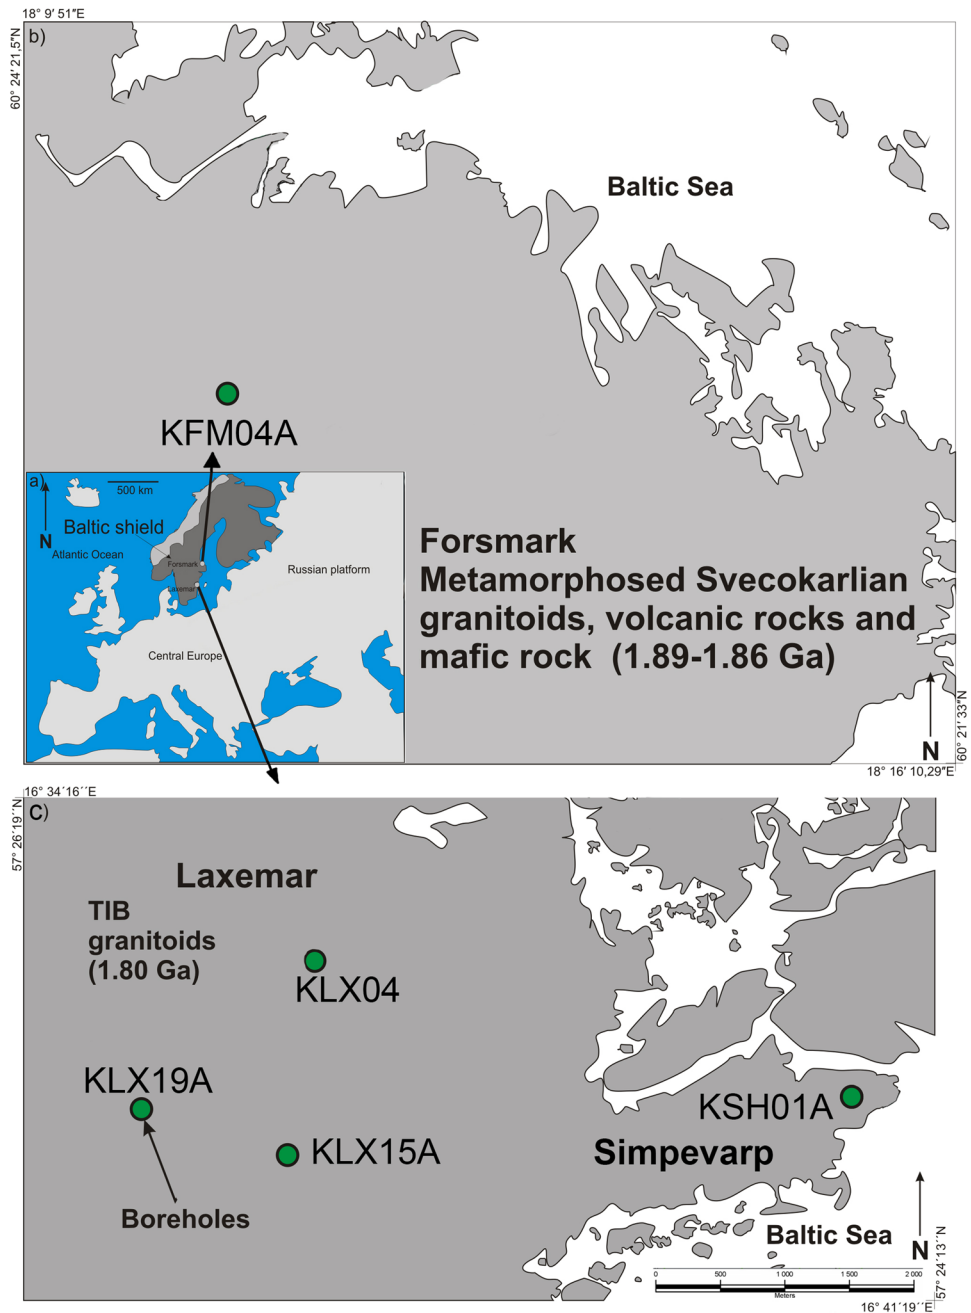 18° 9′ 51″E
b)
60° 24′ 21,5″N
Baltic Sea
KFM04A
a)
500 km
N
Baltic shield
Atlantic Ocean
Forsmark
Laxemar
Russian platform
Central Europe
Forsmark
Metamorphosed Svecokarlian
granitoids, volcanic rocks and
mafic rock (1.89-1.86 Ga)
N
60° 21′ 33″N
18° 16′ 10,29″E
16° 34′16´´E
c)
57° 26´19´´N
Laxemar
TIB
granitoids
(1.80 Ga)
KLX04
KLX19A
KSH01A
KLX15A
Simpevarp
Boreholes
Baltic Sea
N
0 500 1 000 1 500 2 000
Meters
57° 24´13´´N
16° 41´19´´E